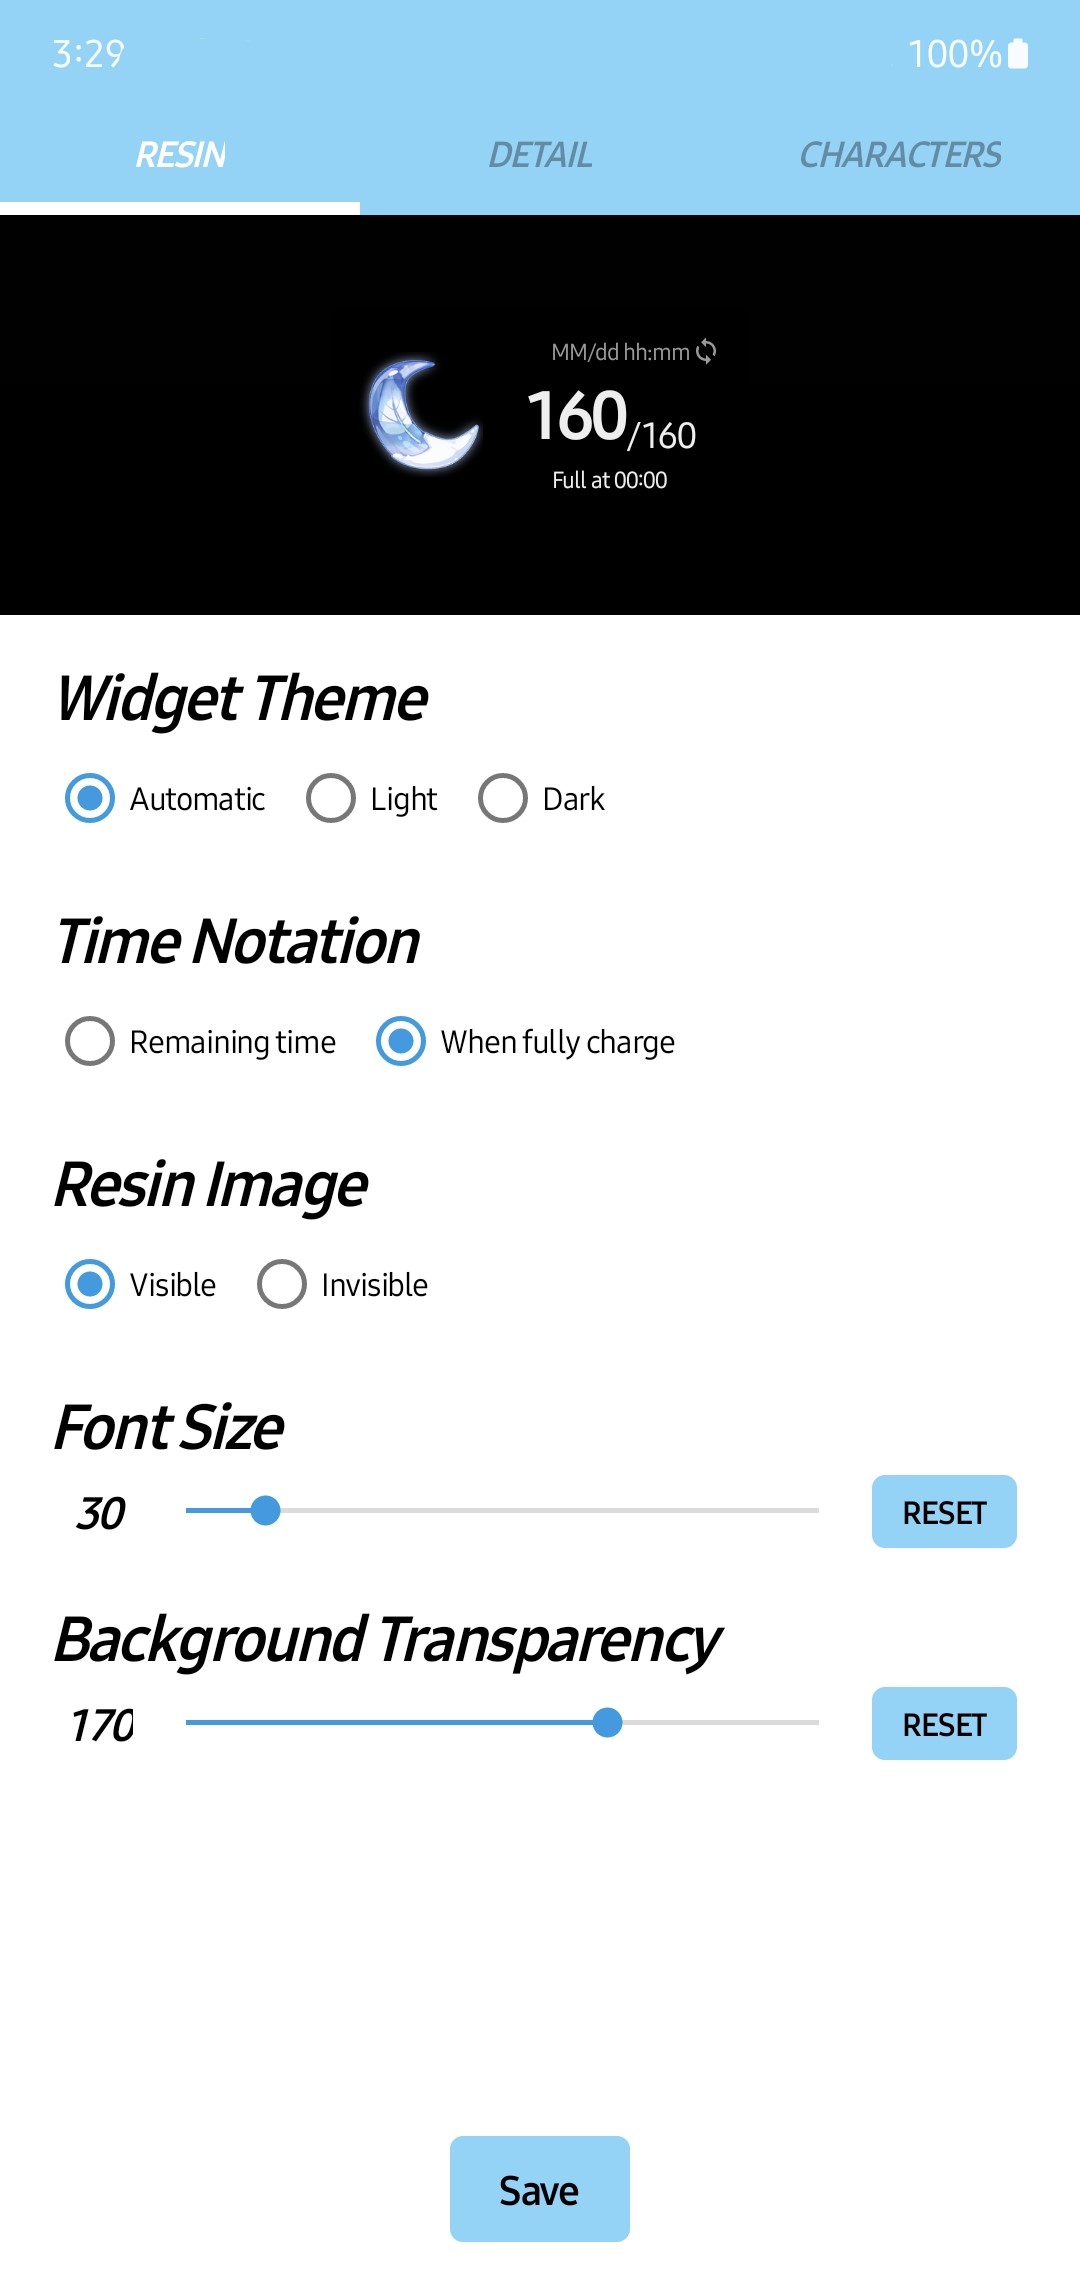 3:29 100%
RESIN DETAIL CHARACTERS
MM/dd hh:mm
160/160
Full at 00:00
Widget Theme
Automatic Light Dark
Time Notation
Remaining time When fully charge
Resin Image
Visible Invisible
Font Size
30 RESET
Background Transparency
170 RESET
Save